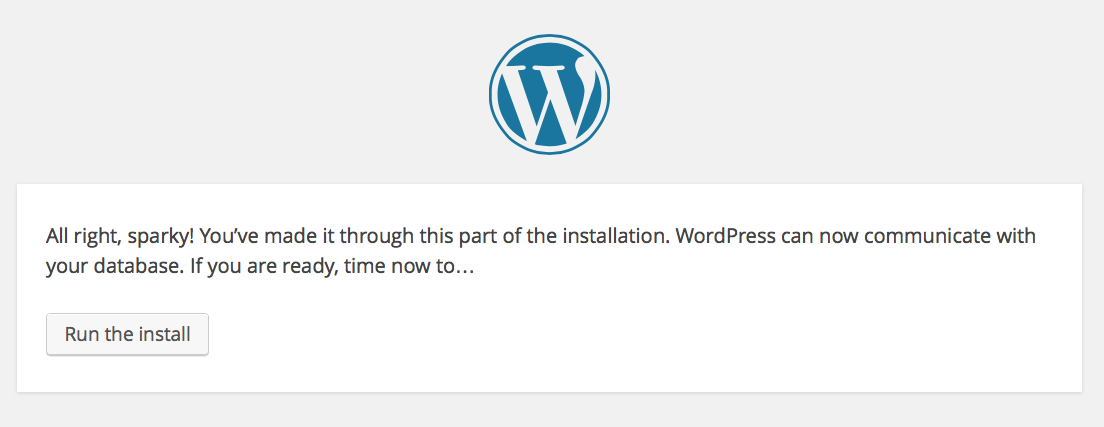 All right, sparky! You’ve made it through this part of the installation. WordPress can now communicate with
your database. If you are ready, time now to…
Run the install